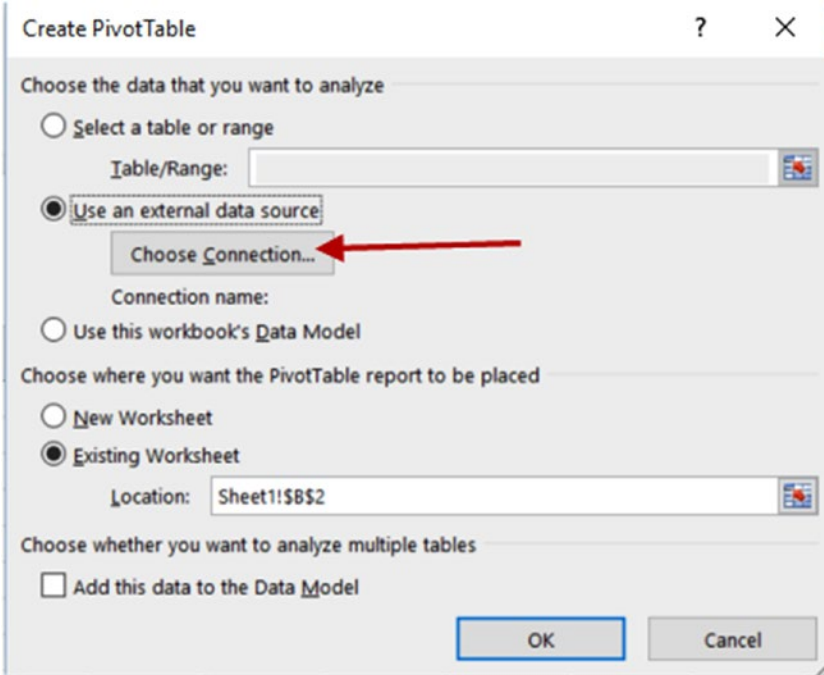 Create PivotTable ? ×
Choose the data that you want to analyze
Select a table or range
Table/Range:
Use an external data source
Choose Connection...
Connection name:
Use this workbook's Data Model
Choose where you want the PivotTable report to be placed
New Worksheet
Existing Worksheet
Location: Sheet1!$B$2
Choose whether you want to analyze multiple tables
Add this data to the Data Model
OK Cancel